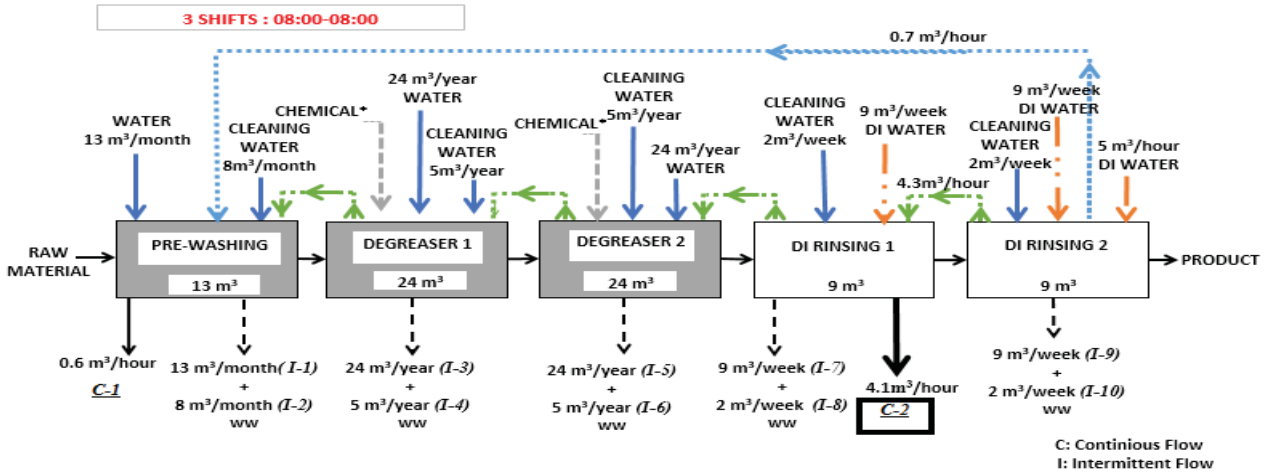 3 SHIFTS : 08:00-08:00
0.7 m³/hour
WATER
13 m³/month
CLEANING
WATER
8m³/month
CHEMICAL*
24 m³/year
WATER
CLEANING
WATER
5m³/year
CHEMICAL*
CLEANING
WATER
5m³/year
24 m³/year
WATER
CLEANING
WATER
2m³/week
9 m³/week
DI WATER
4.3m³/hour
CLEANING
WATER
2m³/week
9 m³/week
DI WATER
5 m³/hour
DI WATER
RAW
MATERIAL
PRE-WASHING
13 m³
DEGREASER 1
24 m³
DEGREASER 2
24 m³
DI RINSING 1
9 m³
DI RINSING 2
9 m³
PRODUCT
0.6 m³/hour
C-1
13 m³/month( I-1)
+
8 m³/month (I-2)
ww
24 m³/year (I-3)
+
5 m³/year (I-4)
ww
24 m³/year (I-5)
+
5 m³/year (I-6)
ww
9 m³/week (I-7)
+
2 m³/week (I-8)
ww
4.1m³/hour
C-2
9 m³/week (I-9)
+
2 m³/week (I-10)
ww
C: Continious Flow
I: Intermittent Flow